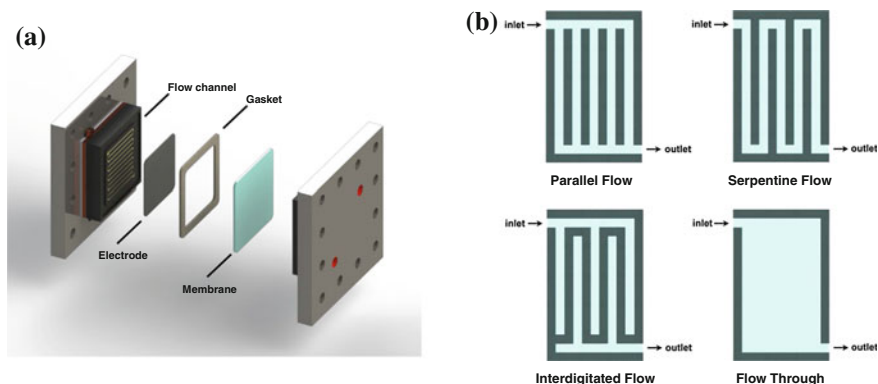 (a)
Flow channel
Gasket
Electrode
Membrane
(b)
inlet
outlet
Parallel Flow
inlet
outlet
Serpentine Flow
inlet
outlet
Interdigitated Flow
inlet
outlet
Flow Through